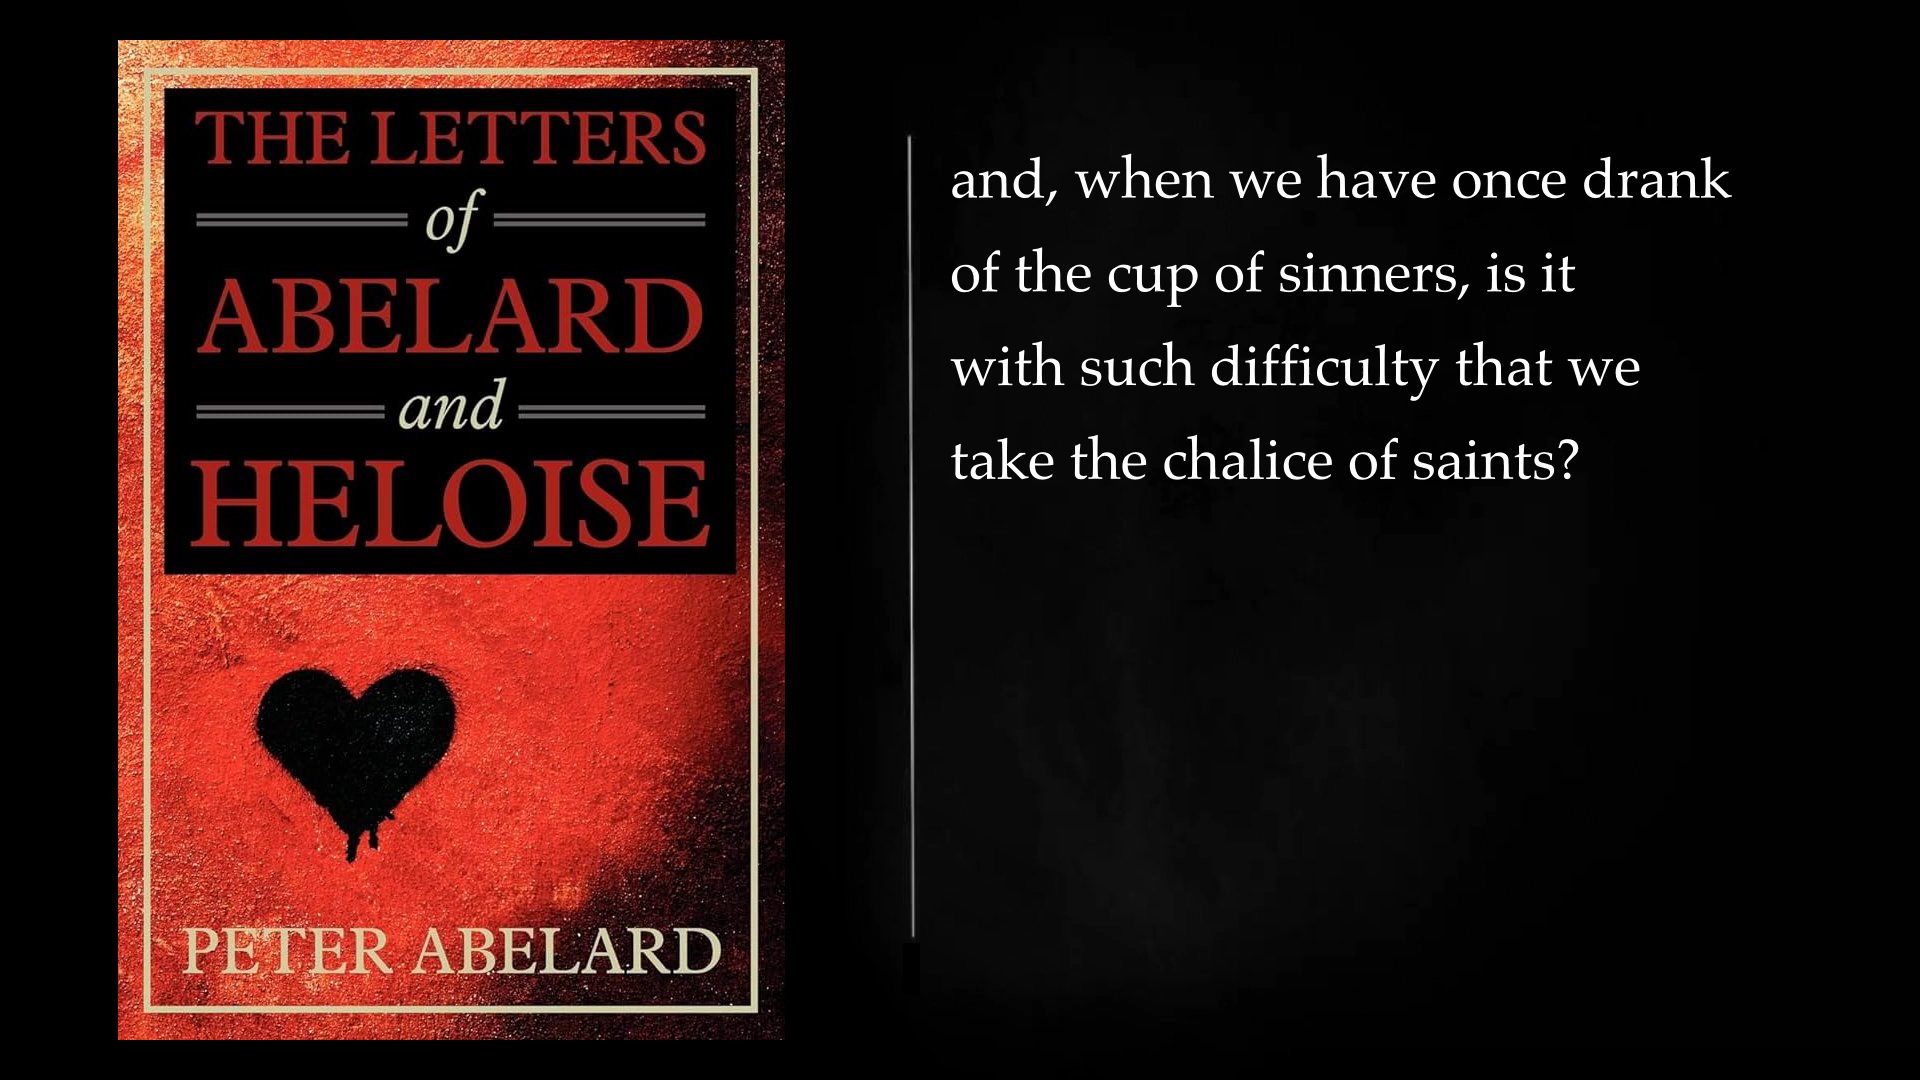 THE LETTERS
of
ABELARD
and
HELOISE
PETER ABELARD
and, when we have once drank
of the cup of sinners, is it
with such difficulty that we
take the chalice of saints?